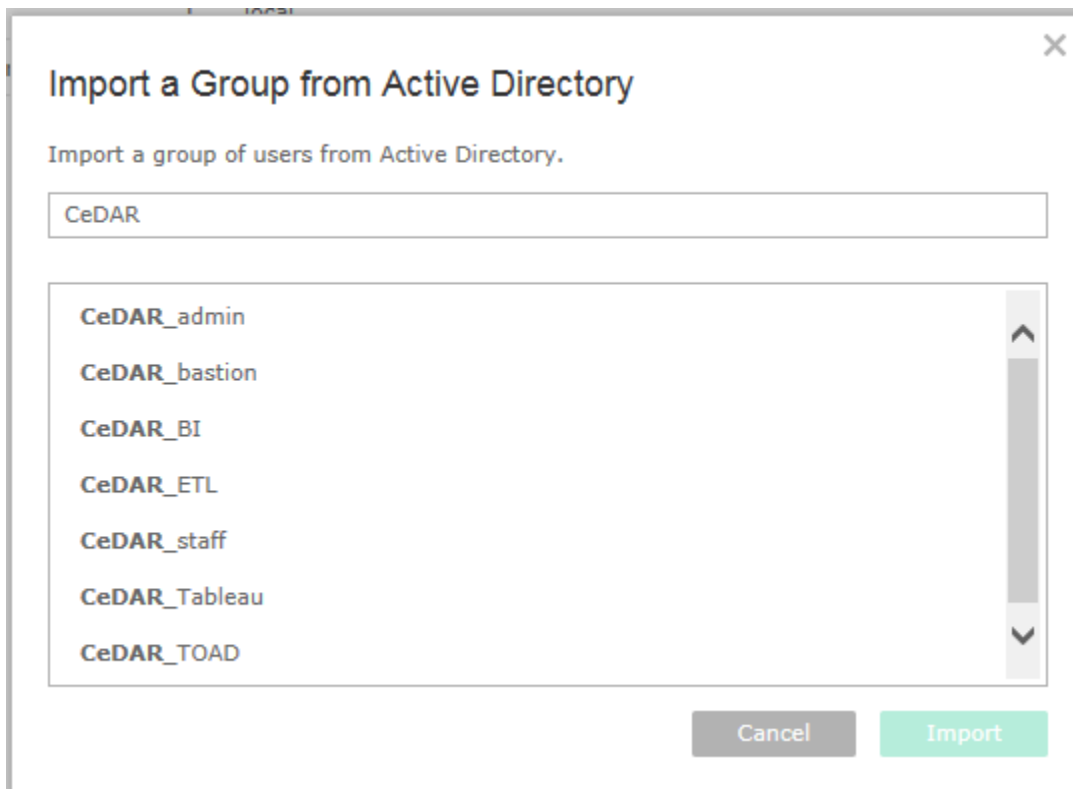 local
Import a Group from Active Directory
Import a group of users from Active Directory.
CeDAR
CeDAR_admin
CeDAR_bastion
CeDAR_BI
CeDAR_ETL
CeDAR_staff
CeDAR_Tableau
CeDAR_TOAD
Cancel
Import